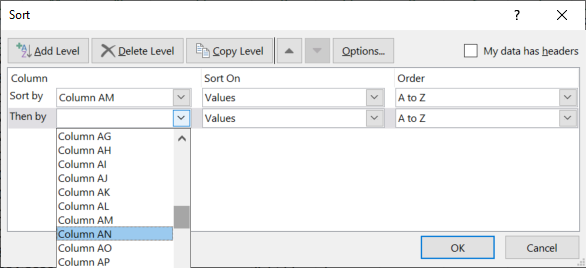 Sort
?
Add Level Delete Level Copy Level Options... My data has headers
Column Sort On Order
Sort by Column AM Values A to Z
Then by Values A to Z
Column AG
Column AH
Column AI
Column AJ
Column AK
Column AL
Column AM
Column AN
Column AO
Column AP
OK Cancel